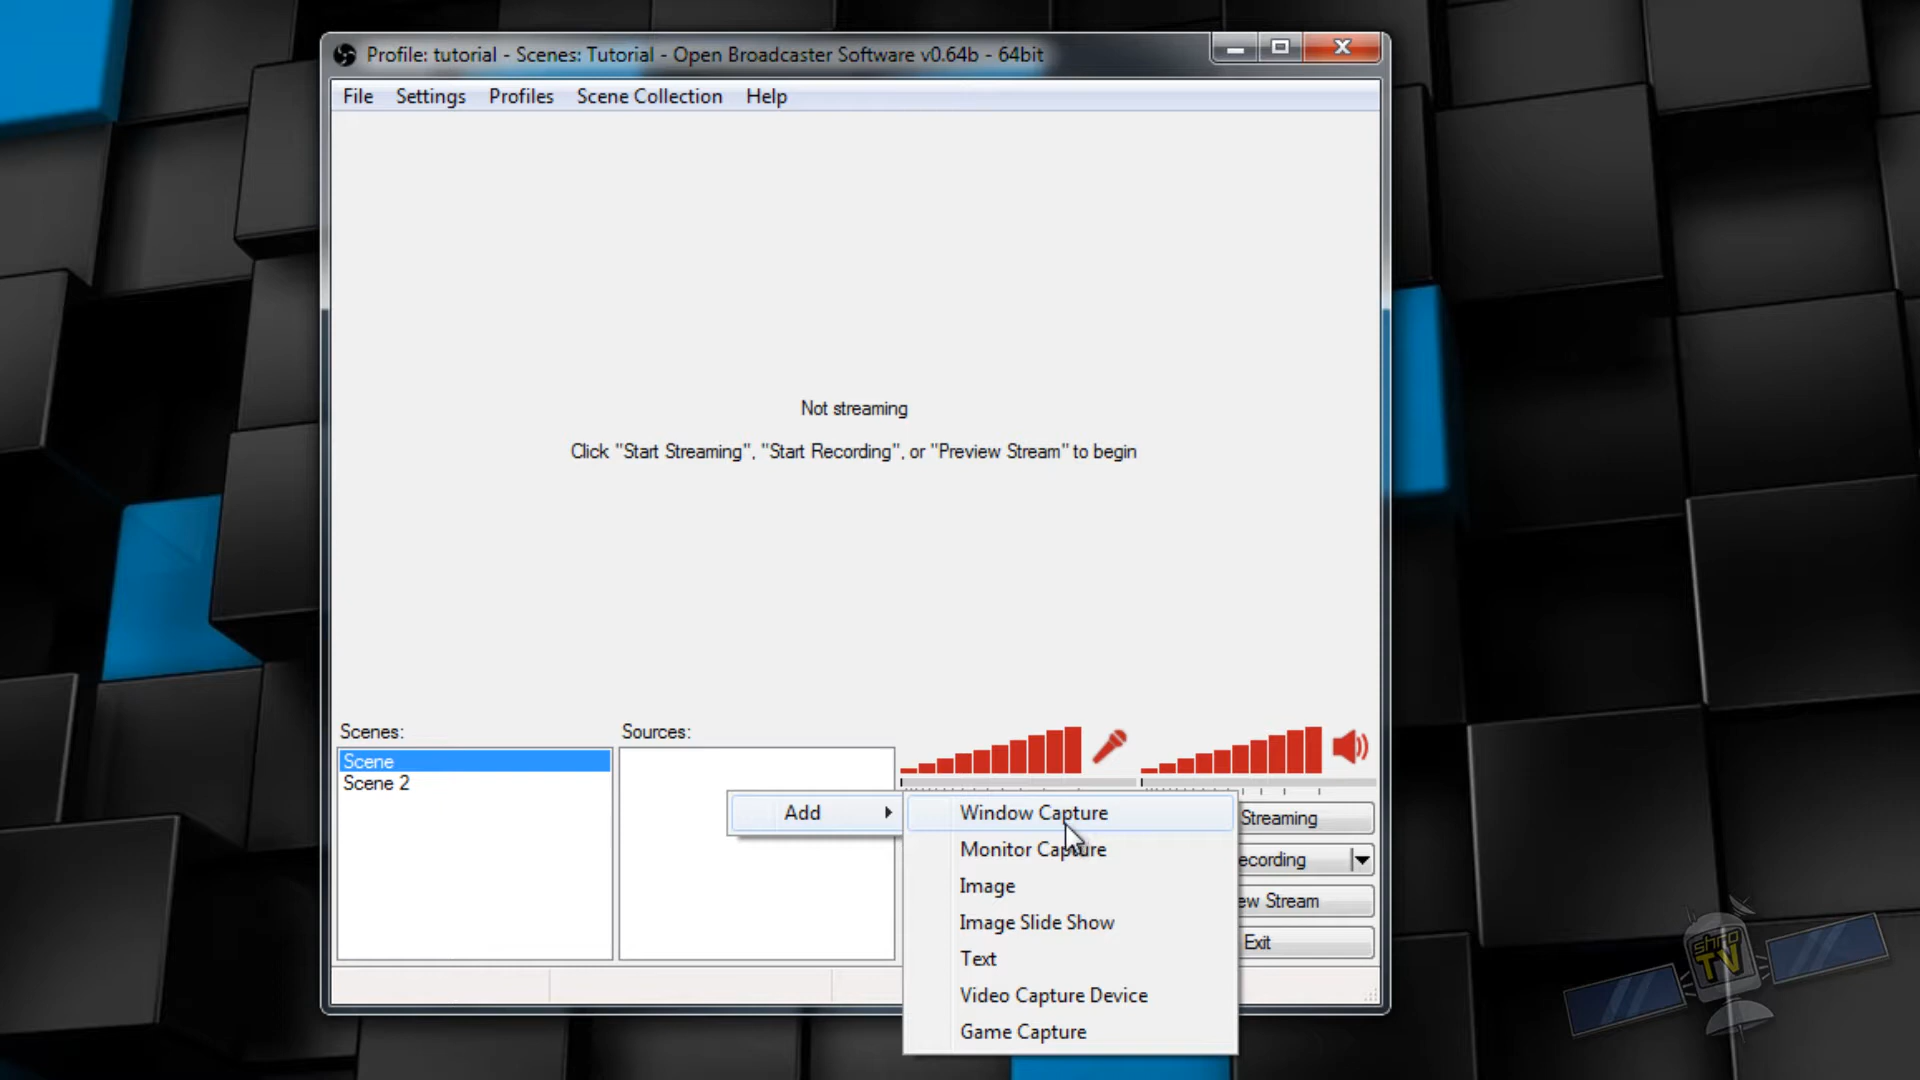 Profile: tutorial - Scenes: Tutorial - Open Broadcaster Software v0.64b - 64bit
File Settings Profiles Scene Collection Help
Not streaming
Click "Start Streaming", "Start Recording", or "Preview Stream" to begin
Scenes:
Sources:
Scene
Scene 2
Add
Window Capture
Monitor Capture
Image
Image Slide Show
Text
Video Capture Device
Game Capture
Streaming
ecording
ew Stream
Exit
shro
TV